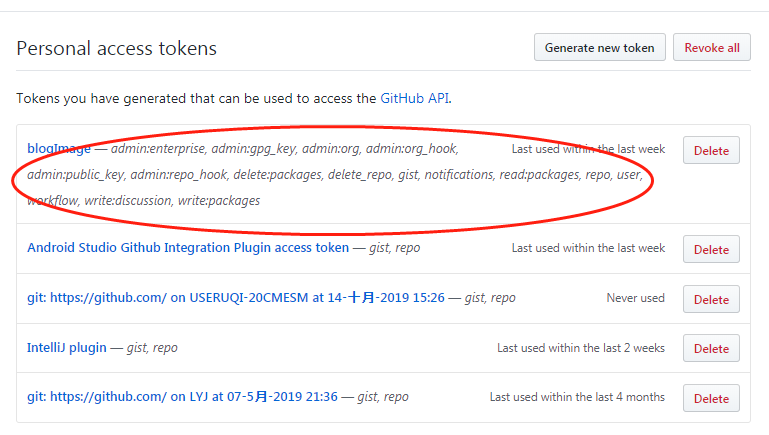 Personal access tokens
Generate new token
Revoke all
Tokens you have generated that can be used to access the GitHub API.
blogImage — admin:enterprise, admin:gpg_key, admin:org, admin:org_hook,
Last used within the last week
Delete
admin:public_key, admin:repo_hook, delete:packages, delete_repo, gist, notifications, read:packages, repo, user,
workflow, write:discussion, write:packages
Android Studio Github Integration Plugin access token — gist, repo
Last used within the last week
Delete
git: https://github.com/ on USERUQI-20CMESM at 14-十月-2019 15:26 — gist, repo
Never used
Delete
IntelliJ plugin — gist, repo
Last used within the last 2 weeks
Delete
git: https://github.com/ on LYJ at 07-5月-2019 21:36 — gist, repo
Last used within the last 4 months
Delete